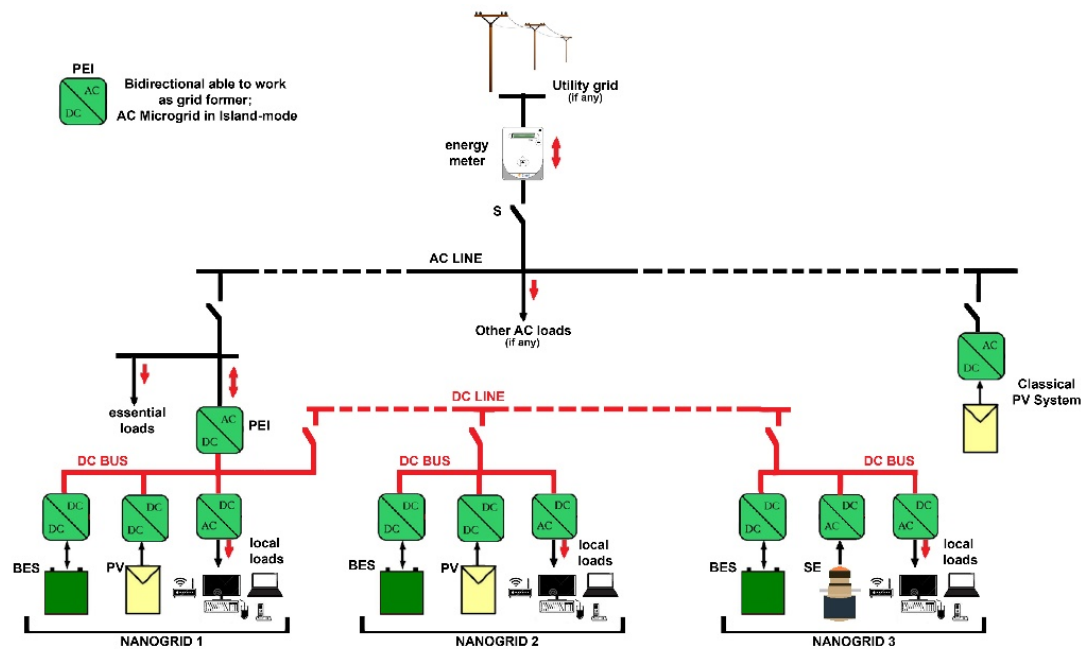 PEI
AC
DC
Bidirectional able to work
as grid former;
AC Microgrid in Island-mode
Utility grid
(if any)
energy
meter
S
AC LINE
Other AC loads
(if any)
AC
DC
Classical
PV System
essential
loads
AC
DC
PEI
DC LINE
DC BUS
DC BUS
DC BUS
DC
DC
DC
DC
DC
AC
DC
DC
DC
DC
DC
AC
DC
DC
DC
AC
DC
AC
BES
PV
local
loads
BES
PV
local
loads
BES
SE
local
loads
NANOGRID 1
NANOGRID 2
NANOGRID 3